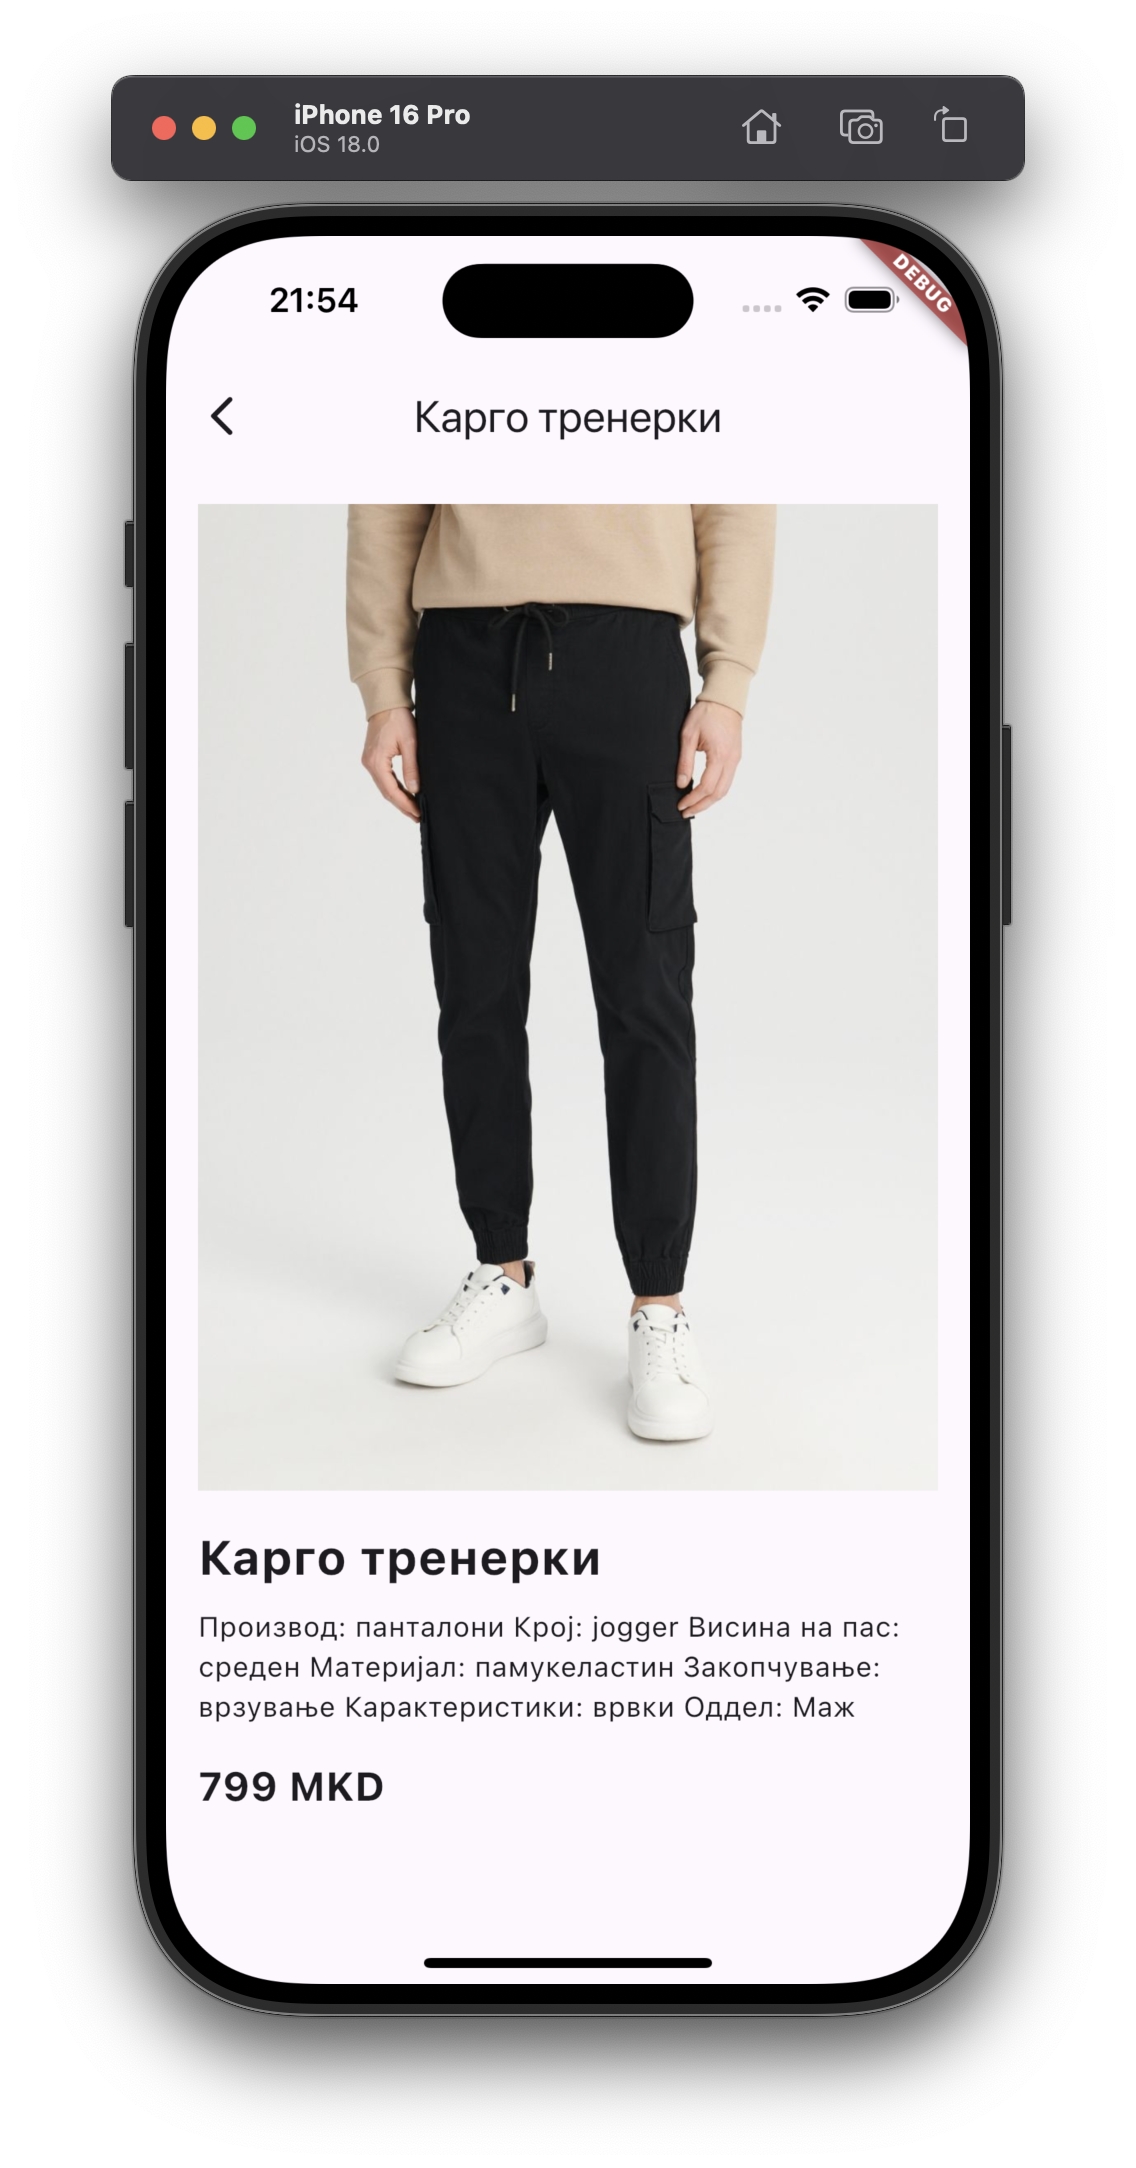 iPhone 16 Pro
iOS 18.0
21:54
DEBUG
Карго тренерки
Карго тренерки
Производ: панталони Крој: jogger Висина на пас:
среден Материјал: памукеластин Закопчување:
врзување Карактеристики: врвки Оддел: Маж
799 MKD